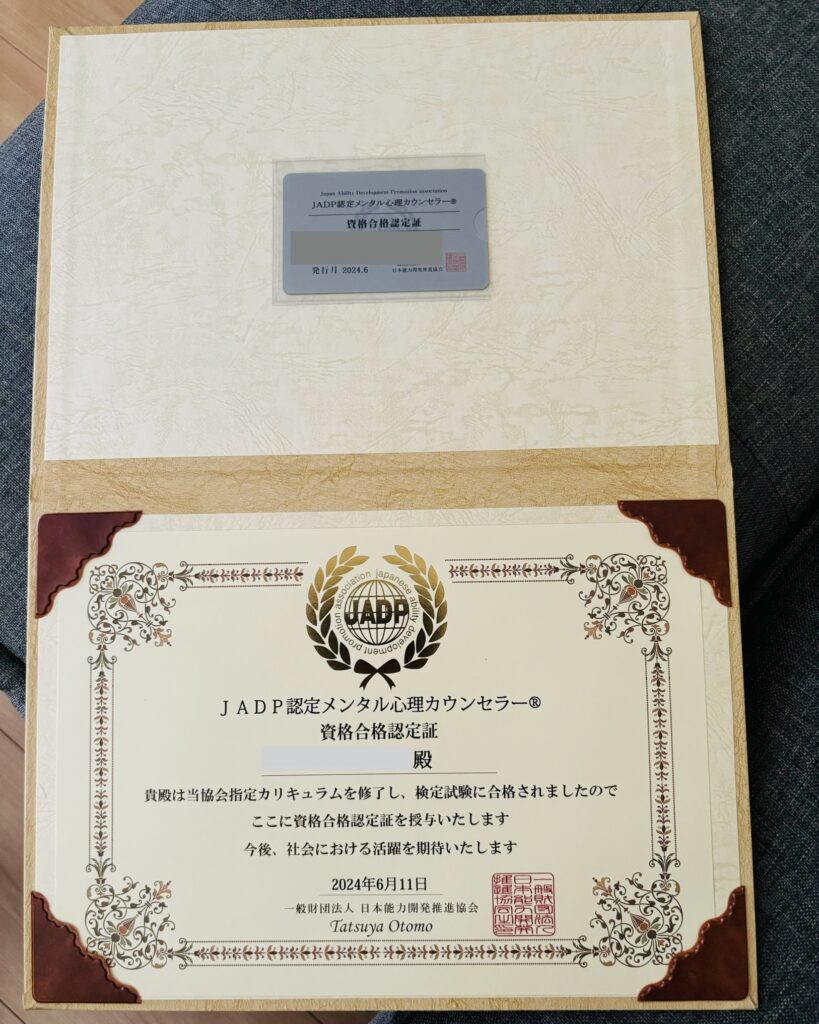 Japan Ability Development Promotion association
JADP認定メンタル心理カウンセラー®
資格合格認定証
発行月 2024.6
日本能力開発推進協会
japanese ability development promotion association
JADP
JADP認定メンタル心理カウンセラー®
資格合格認定証
殿
貴殿は当協会指定カリキュラムを修了し、検定試験に合格されましたので
ここに資格合格認定証を授与いたします
今後、社会における活躍を期待いたします
2024年6月11日
一般財団法人 日本能力開発推進協会
Tatsuya Otomo